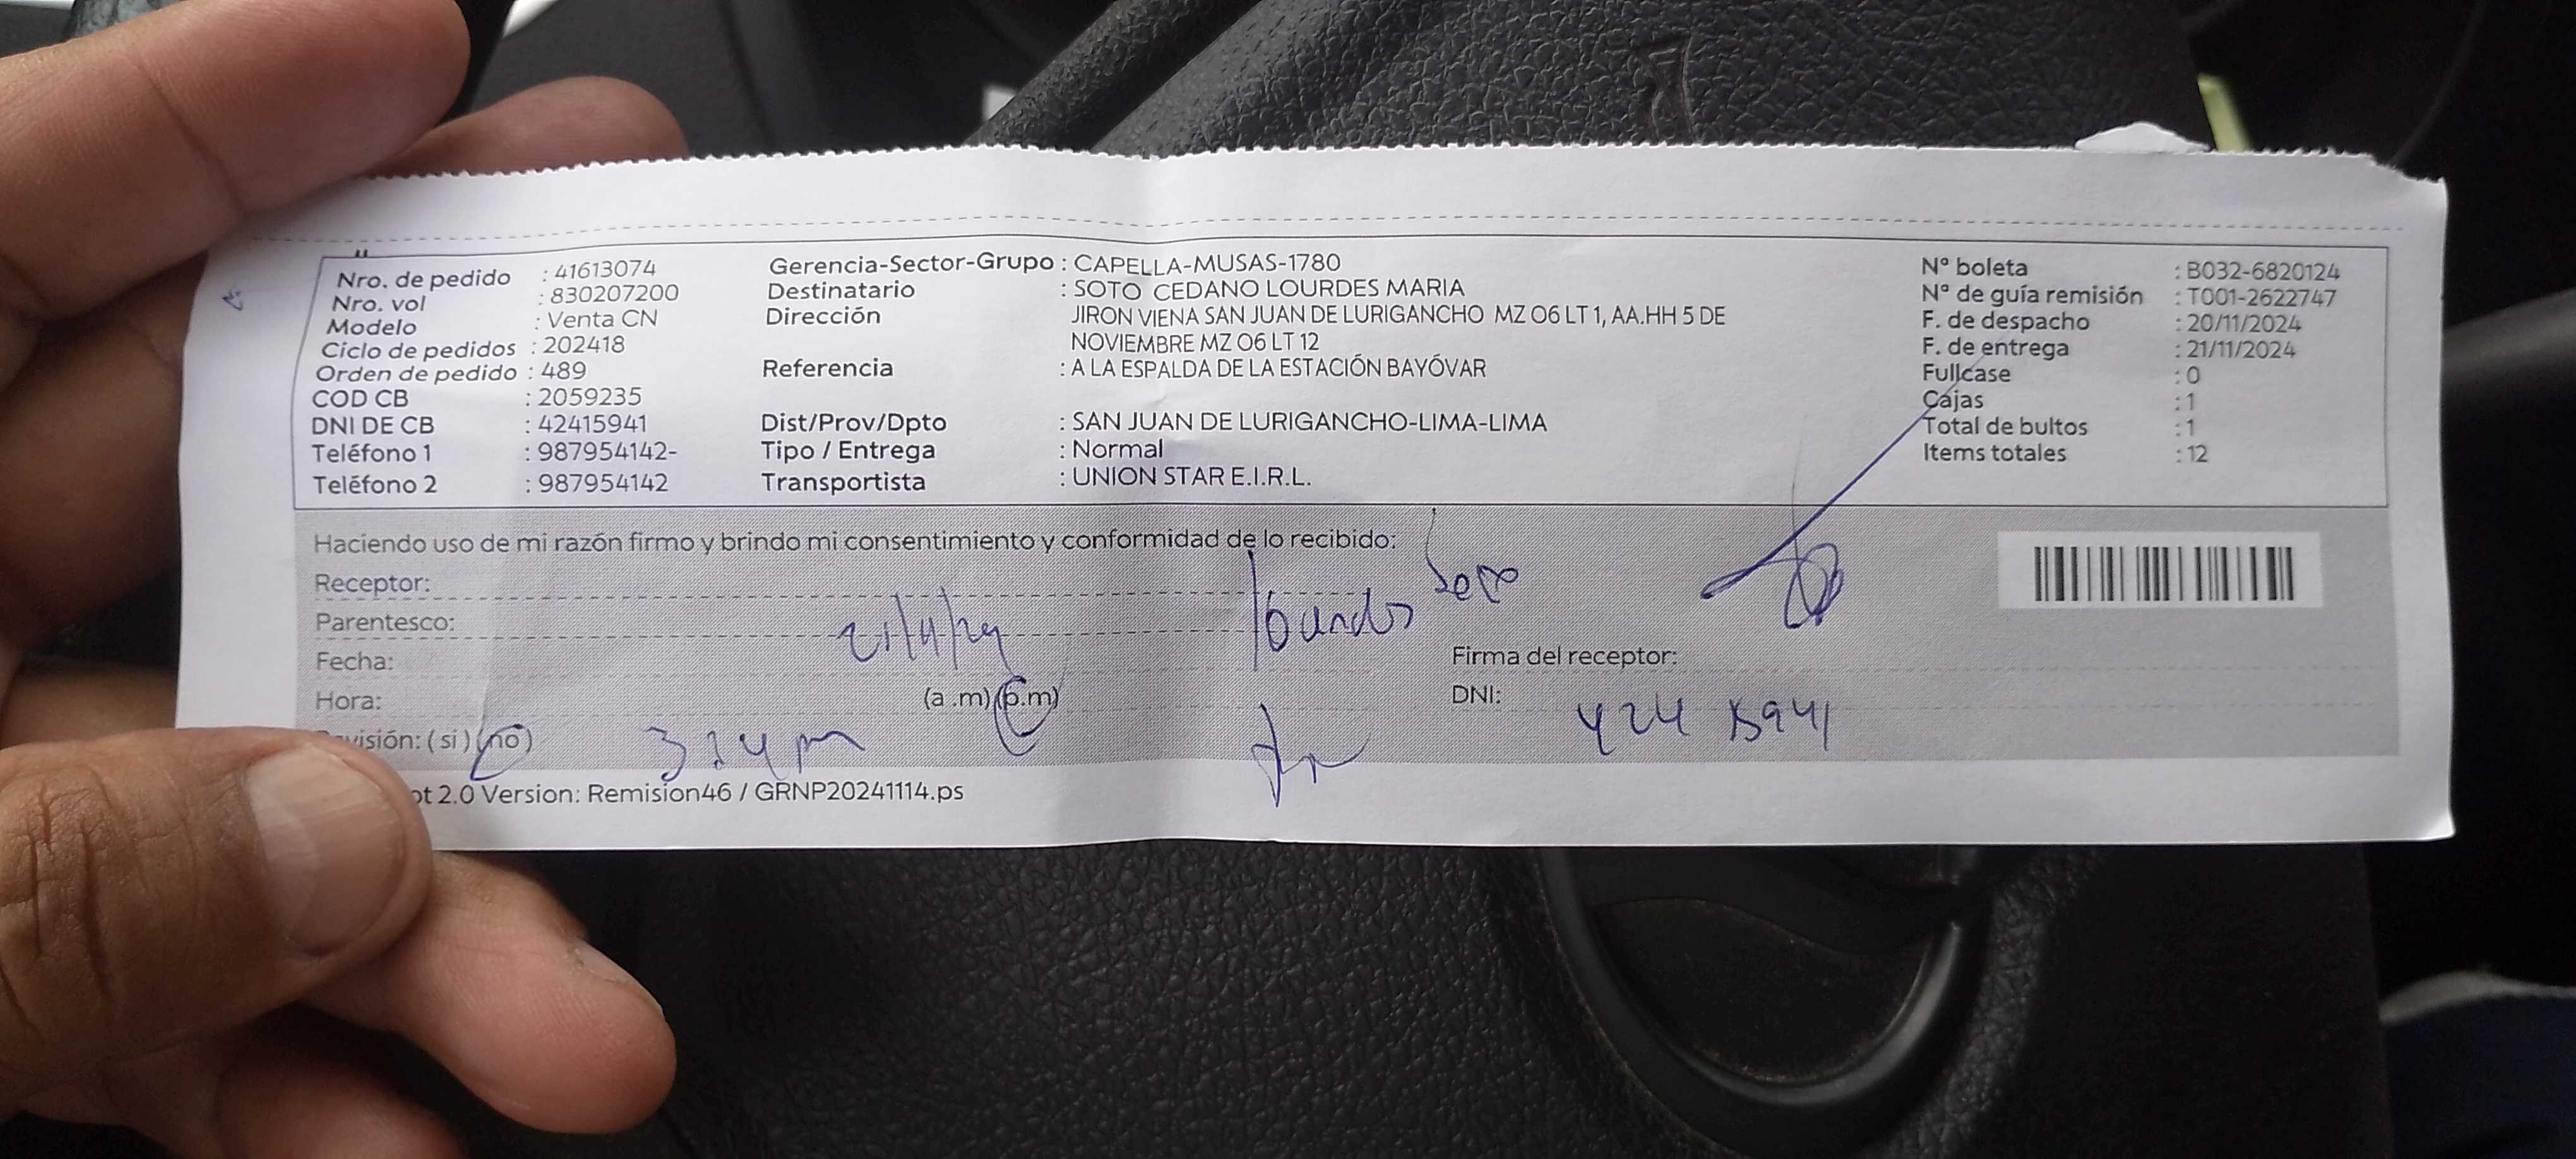 Nro. de pedido : 41613074
Nro. vol : 830207200
Modelo : Venta CN
Ciclo de pedidos : 202418
Orden de pedido : 489
COD CB : 2059235
DNI DE CB : 42415941
Teléfono 1 : 987954142-
Teléfono 2 : 987954142
Gerencia-Sector-Grupo : CAPELLA-MUSAS-1780
Destinatario : SOTO CEDANO LOURDES MARIA
Dirección JIRON VIENA SAN JUAN DE LURIGANCHO MZ O6 LT 1, AA.HH 5 DE
NOVIEMBRE MZ O6 LT 12
Referencia : A LA ESPALDA DE LA ESTACIÓN BAYÓVAR
Dist/Prov/Dpto : SAN JUAN DE LURIGANCHO-LIMA-LIMA
Tipo / Entrega : Normal
Transportista : UNION STAR E.I.R.L.
N° boleta : B032-6820124
N° de guía remisión : T001-2622747
F. de despacho : 20/11/2024
F. de entrega : 21/11/2024
Fullcase : 0
Cajas : 1
Total de bultos : 1
Items totales : 12
Haciendo uso de mi razón firmo y brindo mi consentimiento y conformidad de lo recibido:
Receptor:
Parentesco:
21/11/24
Fecha:
Firma del receptor:
Hora: (a .m) (p.m)
DNI: 42415941
visión: ( si ) (no)
ot 2.0 Version: Remision46 / GRNP20241114.ps